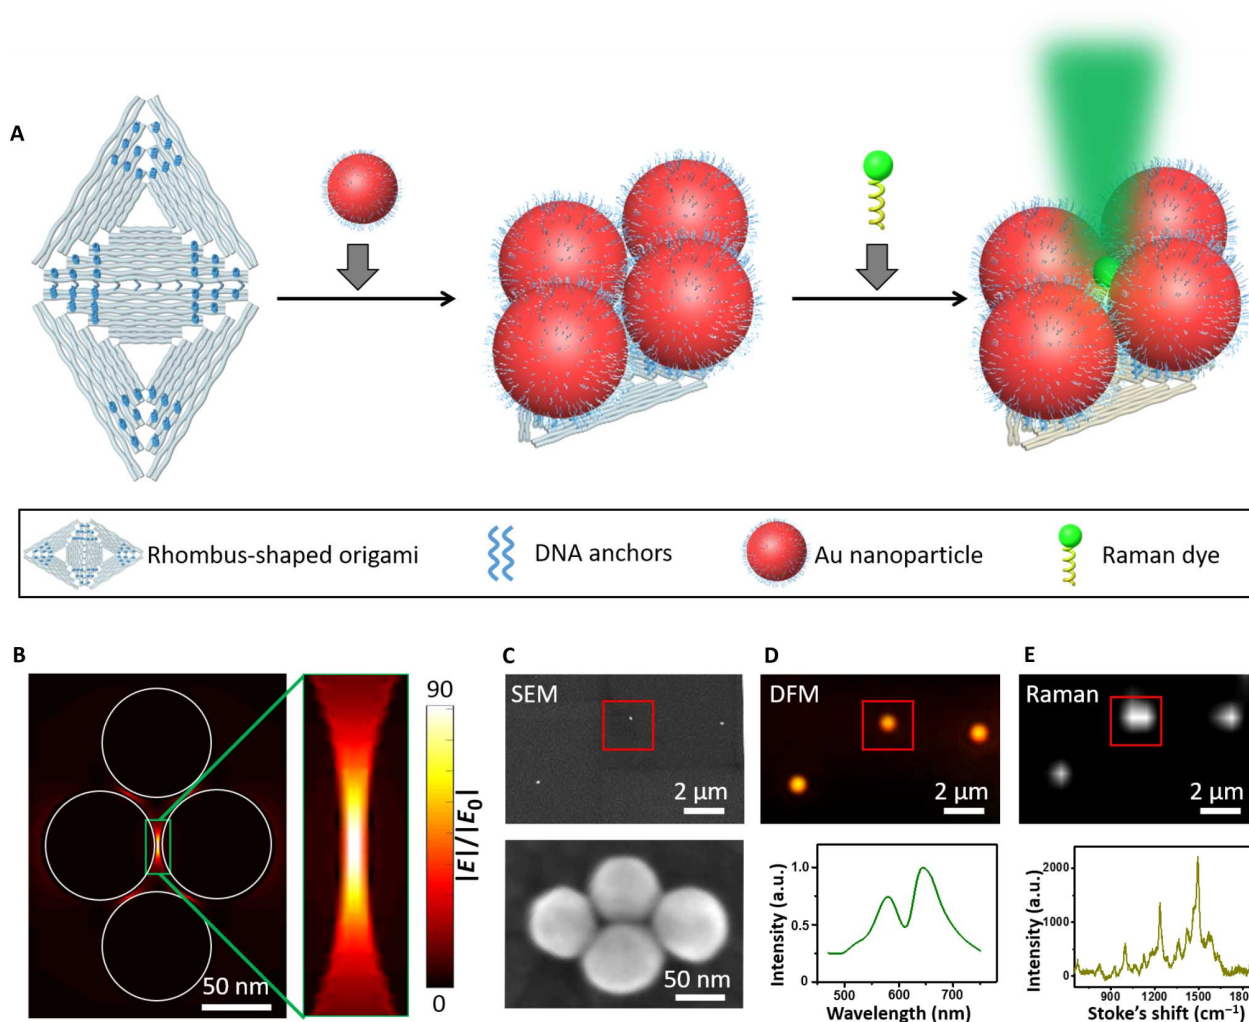 A
Rhombus-shaped origami
DNA anchors
Au nanoparticle
Raman dye
B
90
|E|/|E₀|
0
50 nm
C
SEM
2 μm
50 nm
D
DFM
2 μm
Intensity (a.u.)
1.0
0.5
0
500 600 700
Wavelength (nm)
E
Raman
2 μm
Intensity (a.u.)
2000
1000
0
900 1200 1500 180
Stoke's shift (cm⁻¹)